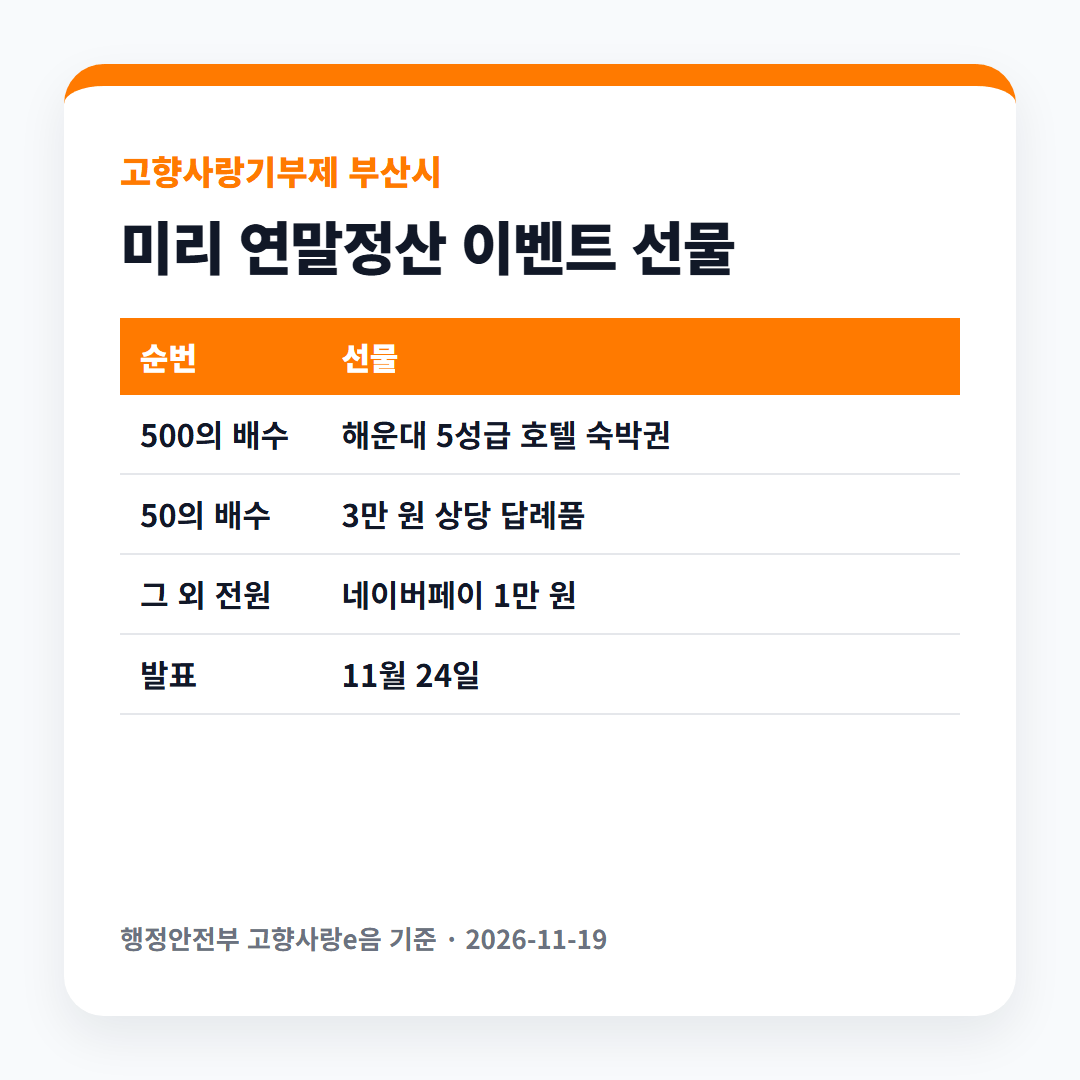 고향사랑기부제 부산시
미리 연말정산 이벤트 선물
순번 선물
500의 배수 해운대 5성급 호텔 숙박권
50의 배수 3만 원 상당 답례품
그 외 전원 네이버페이 1만 원
발표 11월 24일
행정안전부 고향사랑e음 기준 · 2026-11-19